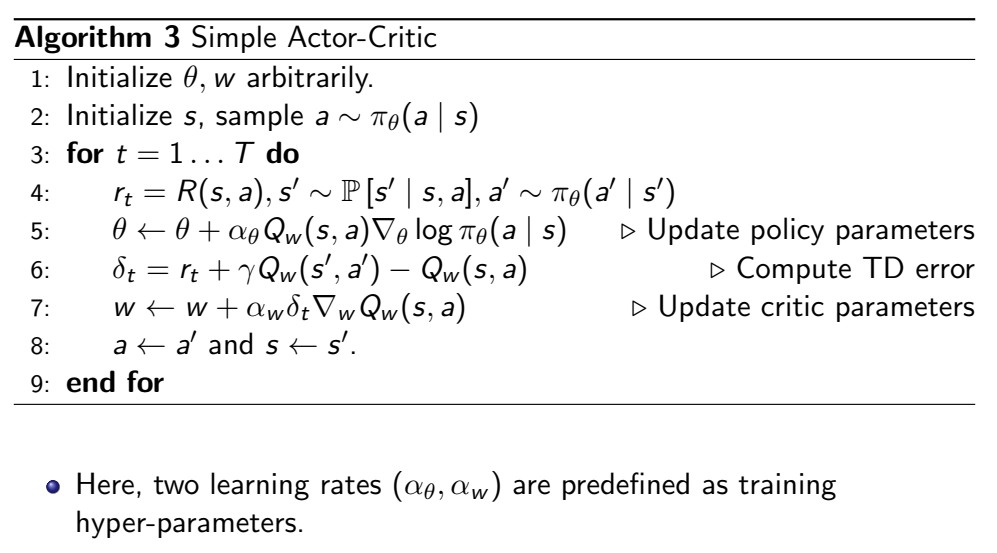 Algorithm 3 Simple Actor-Critic
1: Initialize θ, w arbitrarily.
2: Initialize s, sample a ∼ π_θ(a | s)
3: for t = 1 … T do
4: r_t = R(s, a), s′ ∼ ℙ [s′ | s, a], a′ ∼ π_θ(a′ | s′)
5: θ ← θ + α_θ Q_w(s, a)∇_θ log π_θ(a | s) ▷ Update policy parameters
6: δ_t = r_t + γQ_w(s′, a′) − Q_w(s, a) ▷ Compute TD error
7: w ← w + α_w δ_t ∇_w Q_w(s, a) ▷ Update critic parameters
8: a ← a′ and s ← s′.
9: end for
Here, two learning rates (α_θ, α_w) are predefined as training
hyper-parameters.